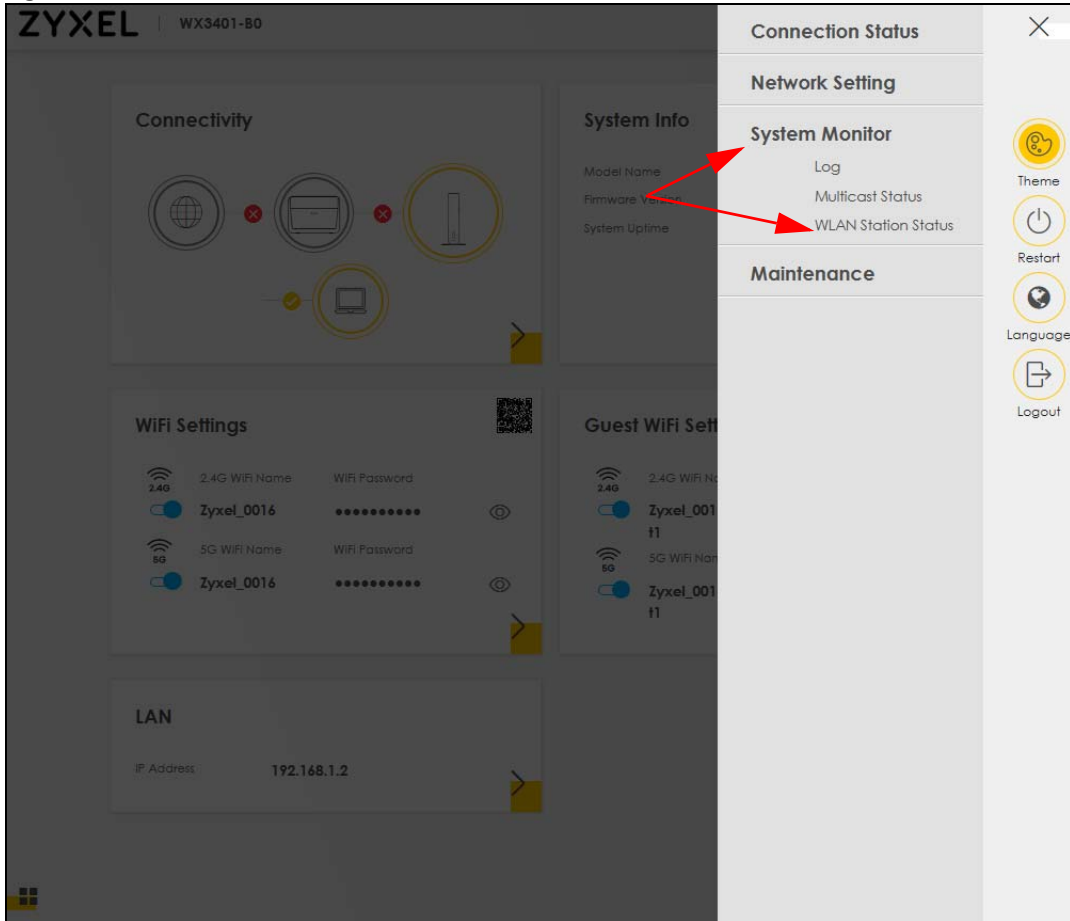 ZYXEL WX3401-B0
Connectivity
System Info
Model Name
Firmware Version
System Uptime
WiFi Settings
2.4G
2.4G WiFi Name WiFi Password
Zyxel_0016 ●●●●●●●●●●
5G
5G WiFi Name WiFi Password
Zyxel_0016 ●●●●●●●●●●
Guest WiFi Sett
2.4G
2.4G WiFi Na
Zyxel_001
t1
5G
5G WiFi Nam
Zyxel_001
t1
LAN
IP Address 192.168.1.2
Connection Status
Network Setting
System Monitor
Log
Multicast Status
WLAN Station Status
Maintenance
Theme
Restart
Language
Logout